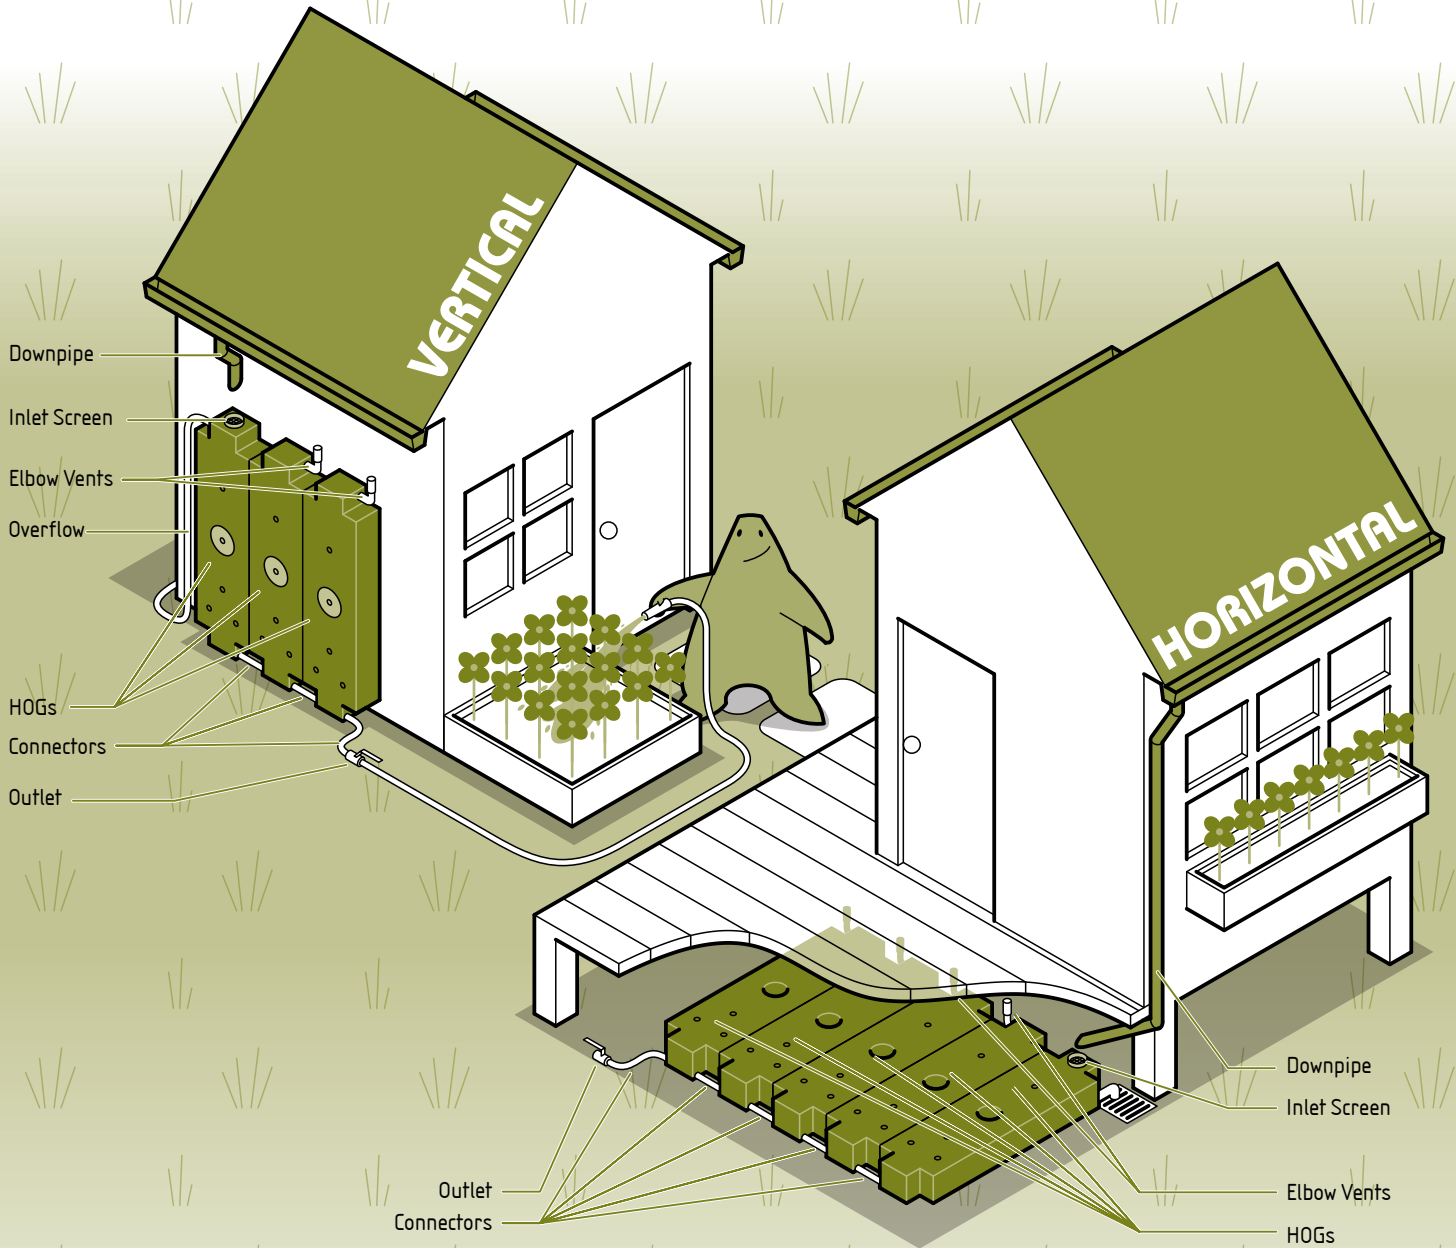 VERTICAL
Downpipe
Inlet Screen
Elbow Vents
Overflow
HOGs
Connectors
Outlet
HORIZONTAL
Downpipe
Inlet Screen
Outlet
Elbow Vents
Connectors
HOGs